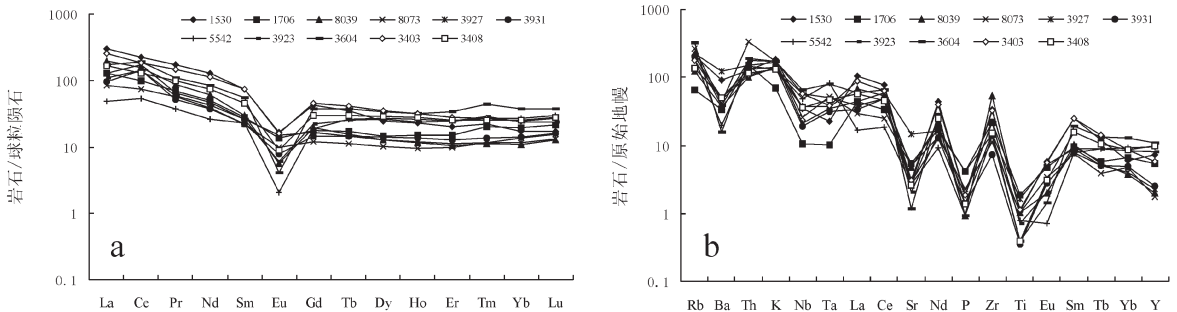 1000
100
10
1
0.1
岩石/球粒陨石
1530 1706 8039 8073 3927 3931
5542 3923 3604 3403 3408
a
La Ce Pr Nd Sm Eu Gd Tb Dy Ho Er Tm Yb Lu
1000
100
10
1
0.1
岩石/原始地幔
1530 1706 8039 8073 3927 3931
5542 3923 3604 3403 3408
b
Rb Ba Th K Nb Ta La Ce Sr Nd P Zr Ti Eu Sm Tb Yb Y